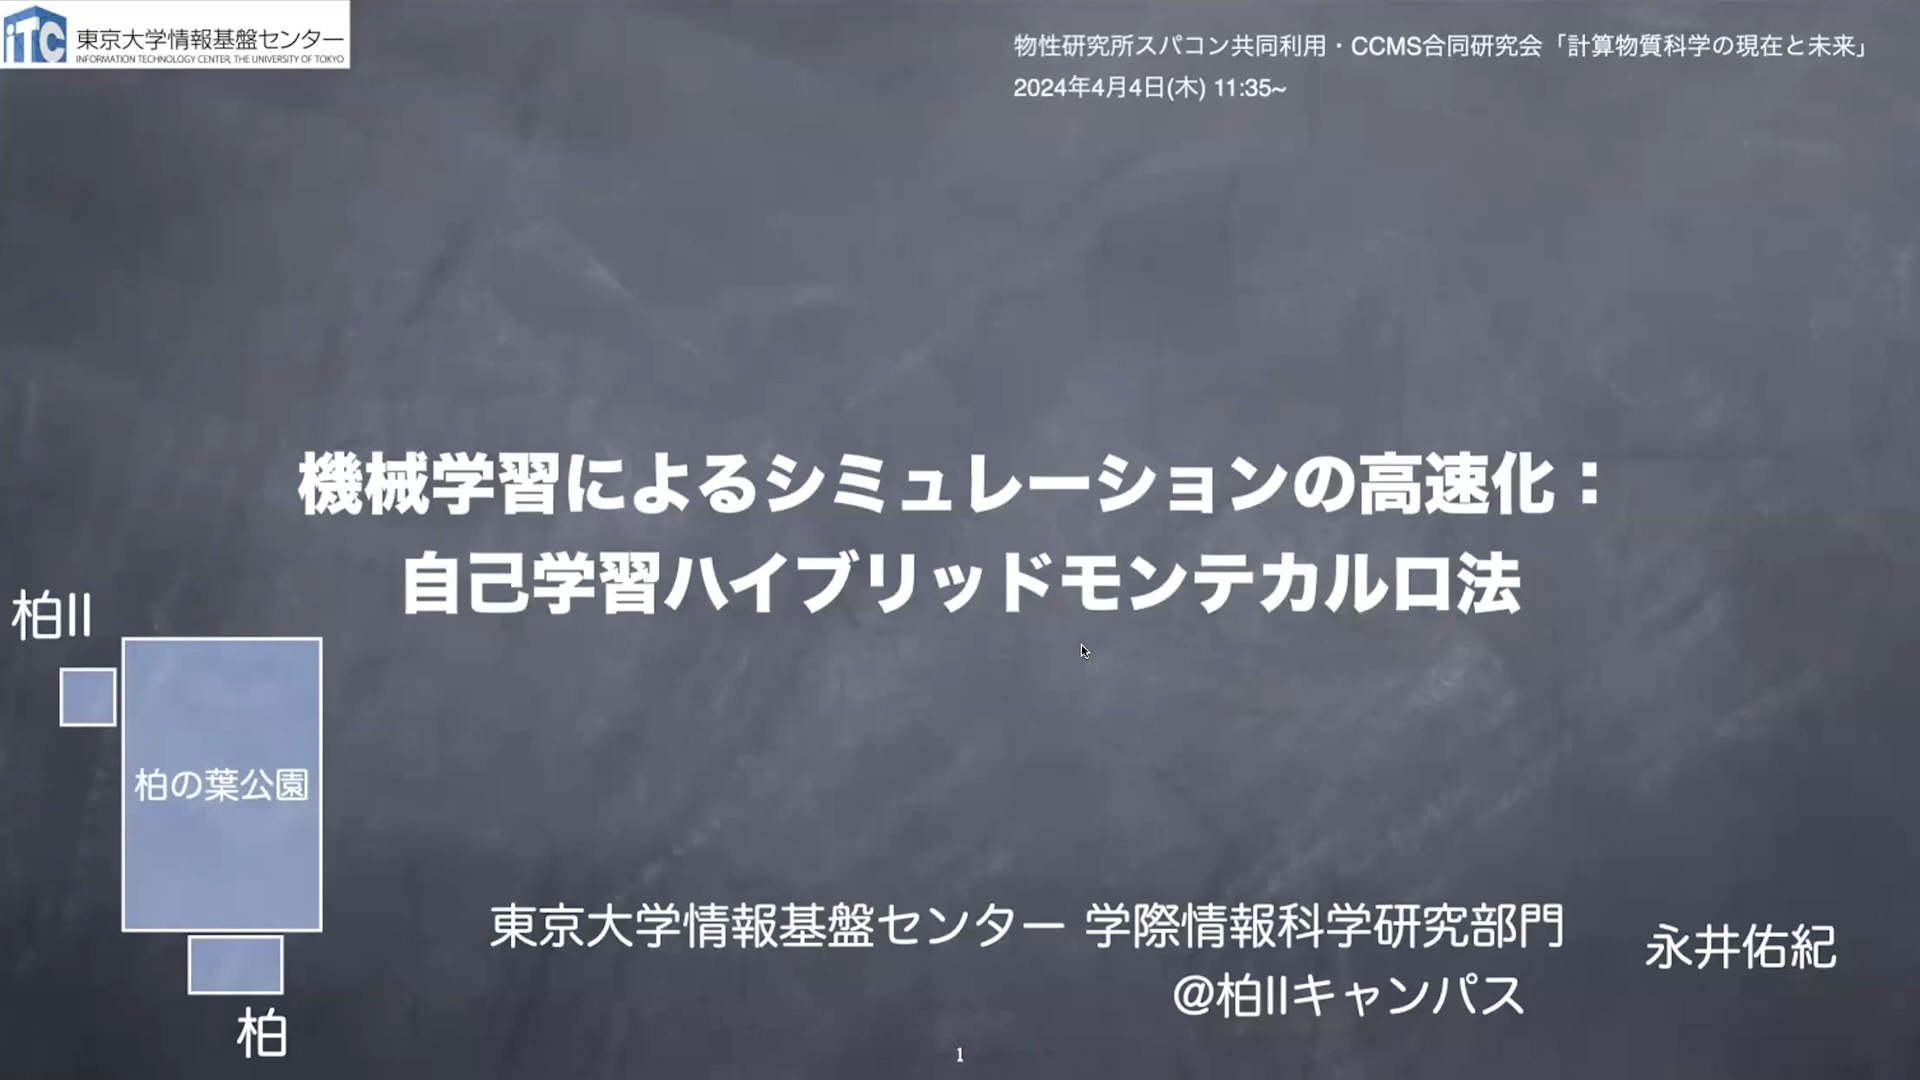 東京大学情報基盤センター
INFORMATION TECHNOLOGY CENTER, THE UNIVERSITY OF TOKYO
物性研究所スパコン共同利用・CCMS合同研究会「計算物質科学の現在と未来」
2024年4月4日(木) 11:35~
機械学習によるシミュレーションの高速化：
自己学習ハイブリッドモンテカルロ法
柏II
柏の葉公園
柏
東京大学情報基盤センター 学際情報科学研究部門
@柏IIキャンパス
永井佑紀
1